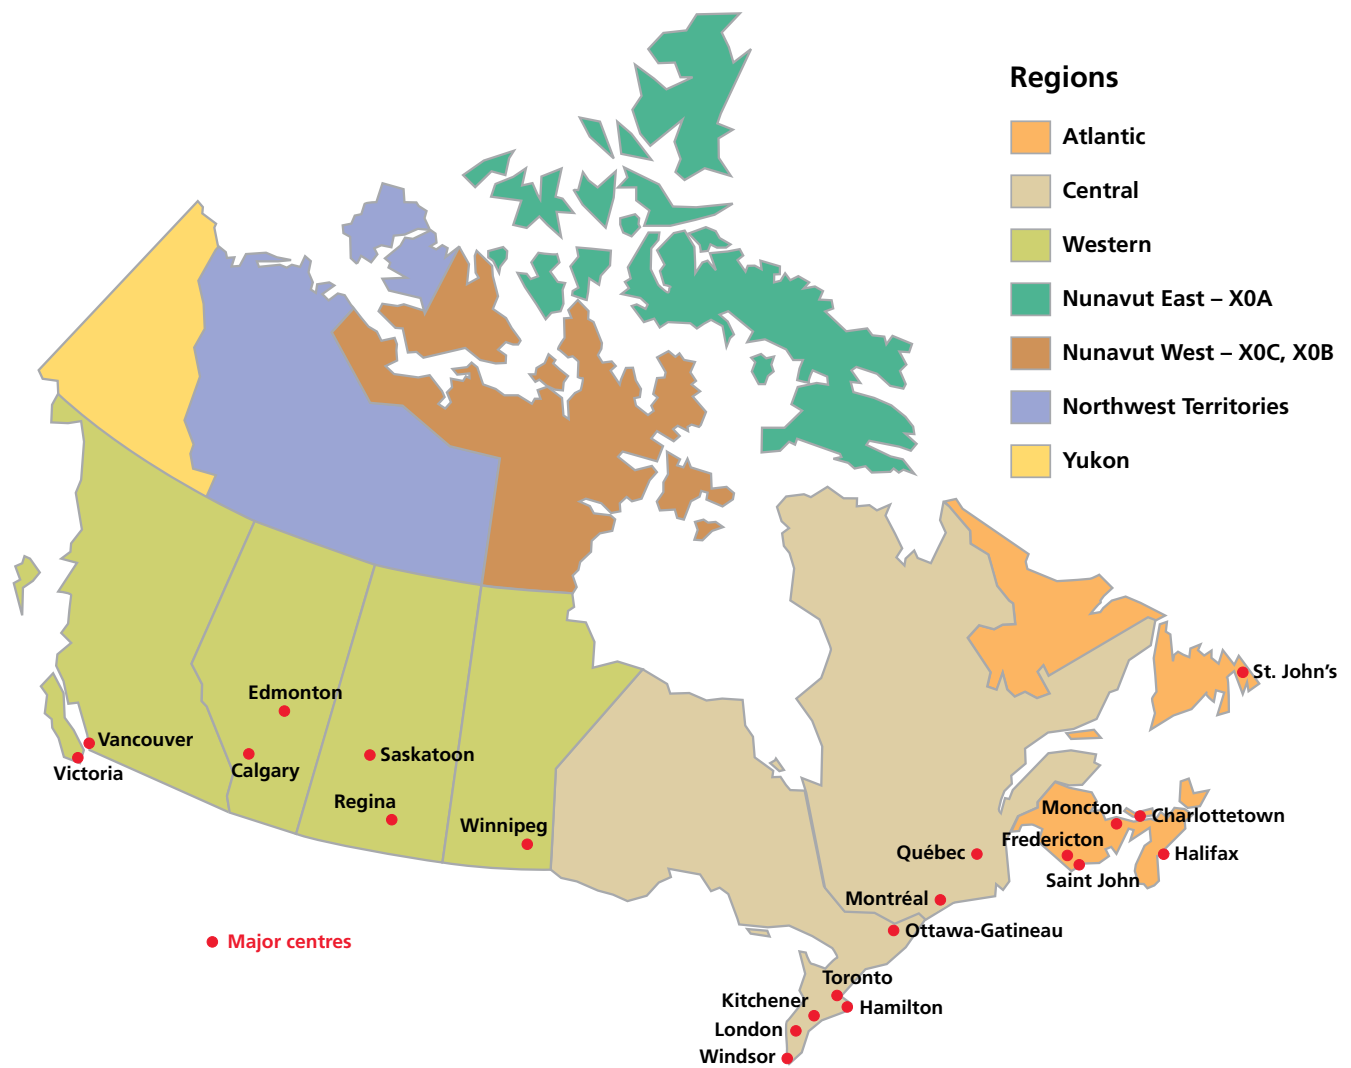 Regions
Atlantic
Central
Western
Nunavut East – X0A
Nunavut West – X0C, X0B
Northwest Territories
Yukon
St. John’s
Edmonton
Vancouver
Victoria
Calgary
Saskatoon
Regina
Winnipeg
Moncton
Charlottetown
Fredericton
Québec
Halifax
Saint John
Montréal
Ottawa-Gatineau
Major centres
Toronto
Kitchener
Hamilton
London
Windsor